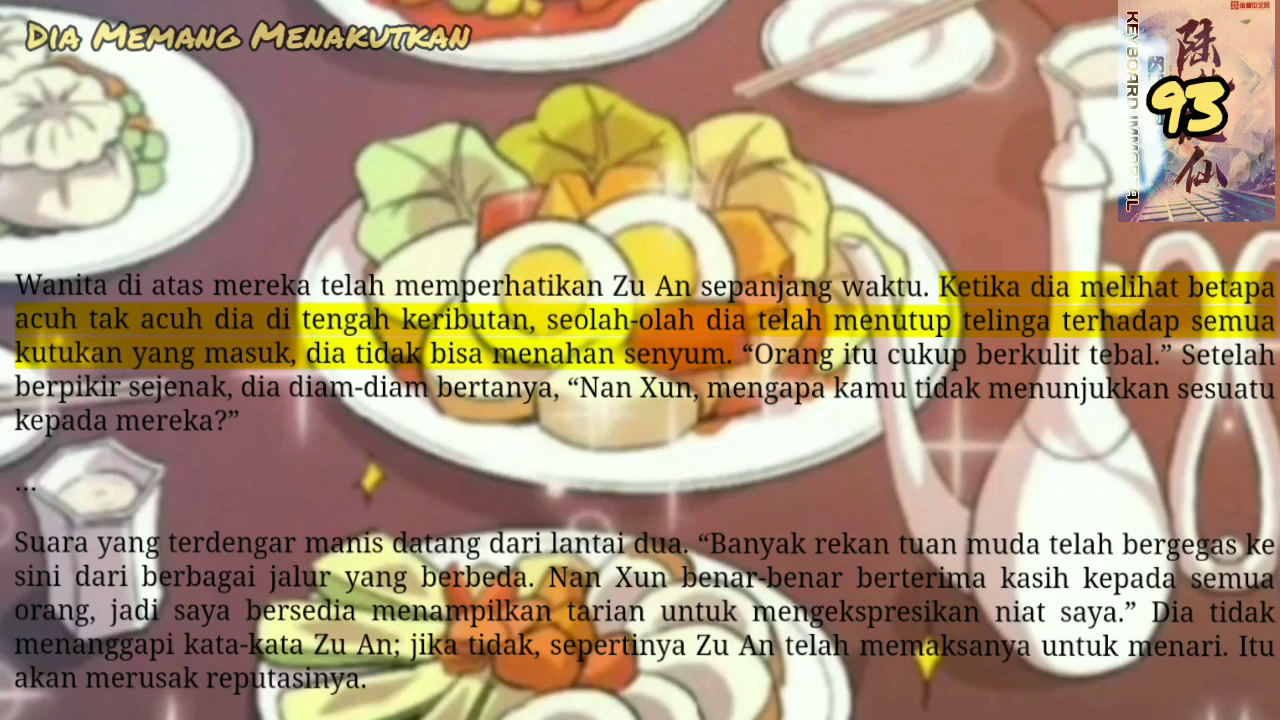 Dia Memang Menakutkan
KEYBOARD IMMORTAL
93
仙
Wanita di atas mereka telah memperhatikan Zu An sepanjang waktu. Ketika dia melihat betapa
acuh tak acuh dia di tengah keributan, seolah-olah dia telah menutup telinga terhadap semua
kutukan yang masuk, dia tidak bisa menahan senyum. “Orang itu cukup berkulit tebal.” Setelah
berpikir sejenak, dia diam-diam bertanya, “Nan Xun, mengapa kamu tidak menunjukkan sesuatu
kepada mereka?”
...
Suara yang terdengar manis datang dari lantai dua. “Banyak rekan tuan muda telah bergegas ke
sini dari berbagai jalur yang berbeda. Nan Xun benar-benar berterima kasih kepada semua
orang, jadi saya bersedia menampilkan tarian untuk mengekspresikan niat saya.” Dia tidak
menanggapi kata-kata Zu An; jika tidak, sepertinya Zu An telah memaksanya untuk menari. Itu
akan merusak reputasinya.